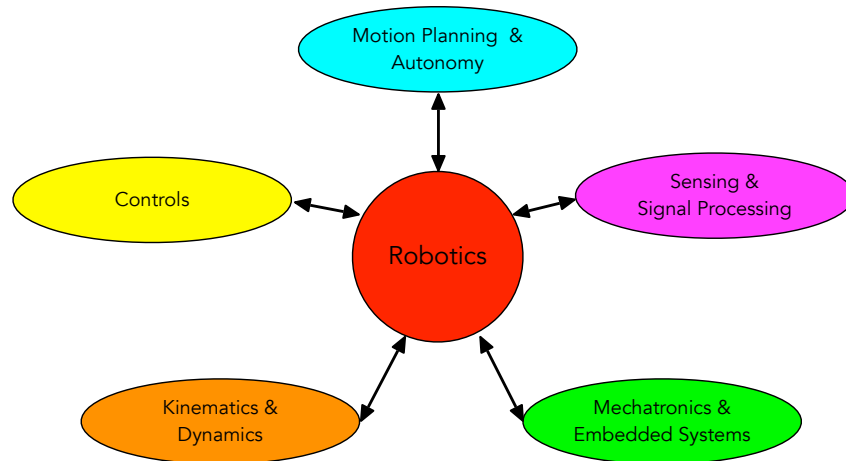 Motion Planning &
Autonomy
Controls
Sensing &
Signal Processing
Robotics
Kinematics &
Dynamics
Mechatronics &
Embedded Systems